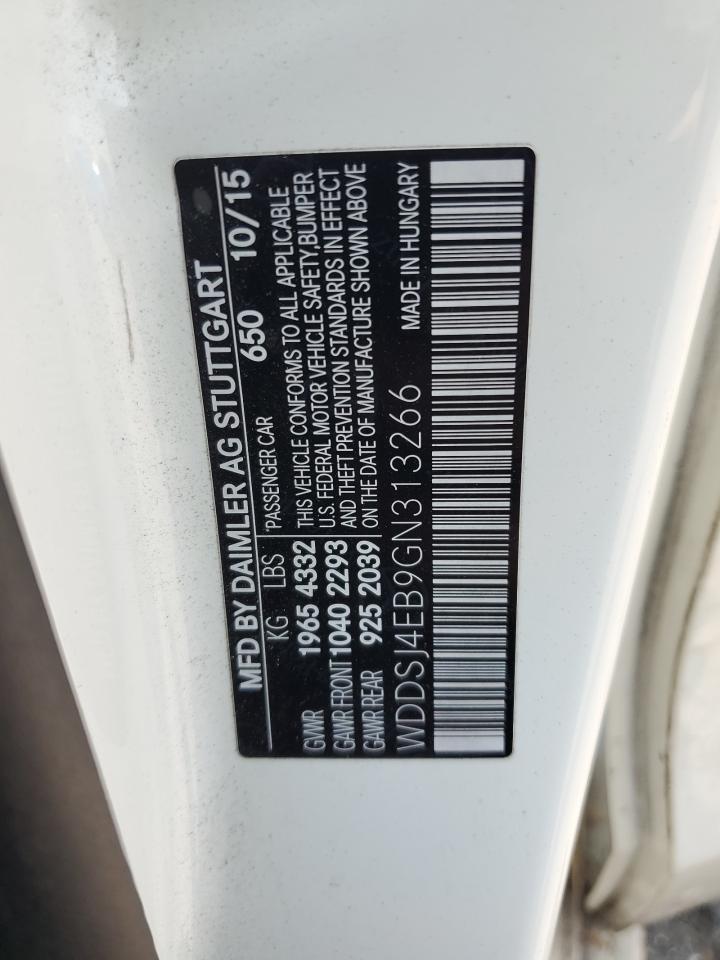 MFD BY DAIMLER AG STUTTGART
650 10/15
KG LBS
GVWR 1965 4332
GAWR FRONT 1040 2293
GAWR REAR 925 2039
"PASSENGER CAR
THIS VEHICLE CONFORMS TO ALL APPLICABLE
U.S. FEDERAL MOTOR VEHICLE SAFETY,BUMPER
AND THEFT PREVENTION STANDARDS IN EFFECT
ON THE DATE OF MANUFACTURE SHOWN ABOVE
WDDSJ4EB9GN313266 MADE IN HUNGARY